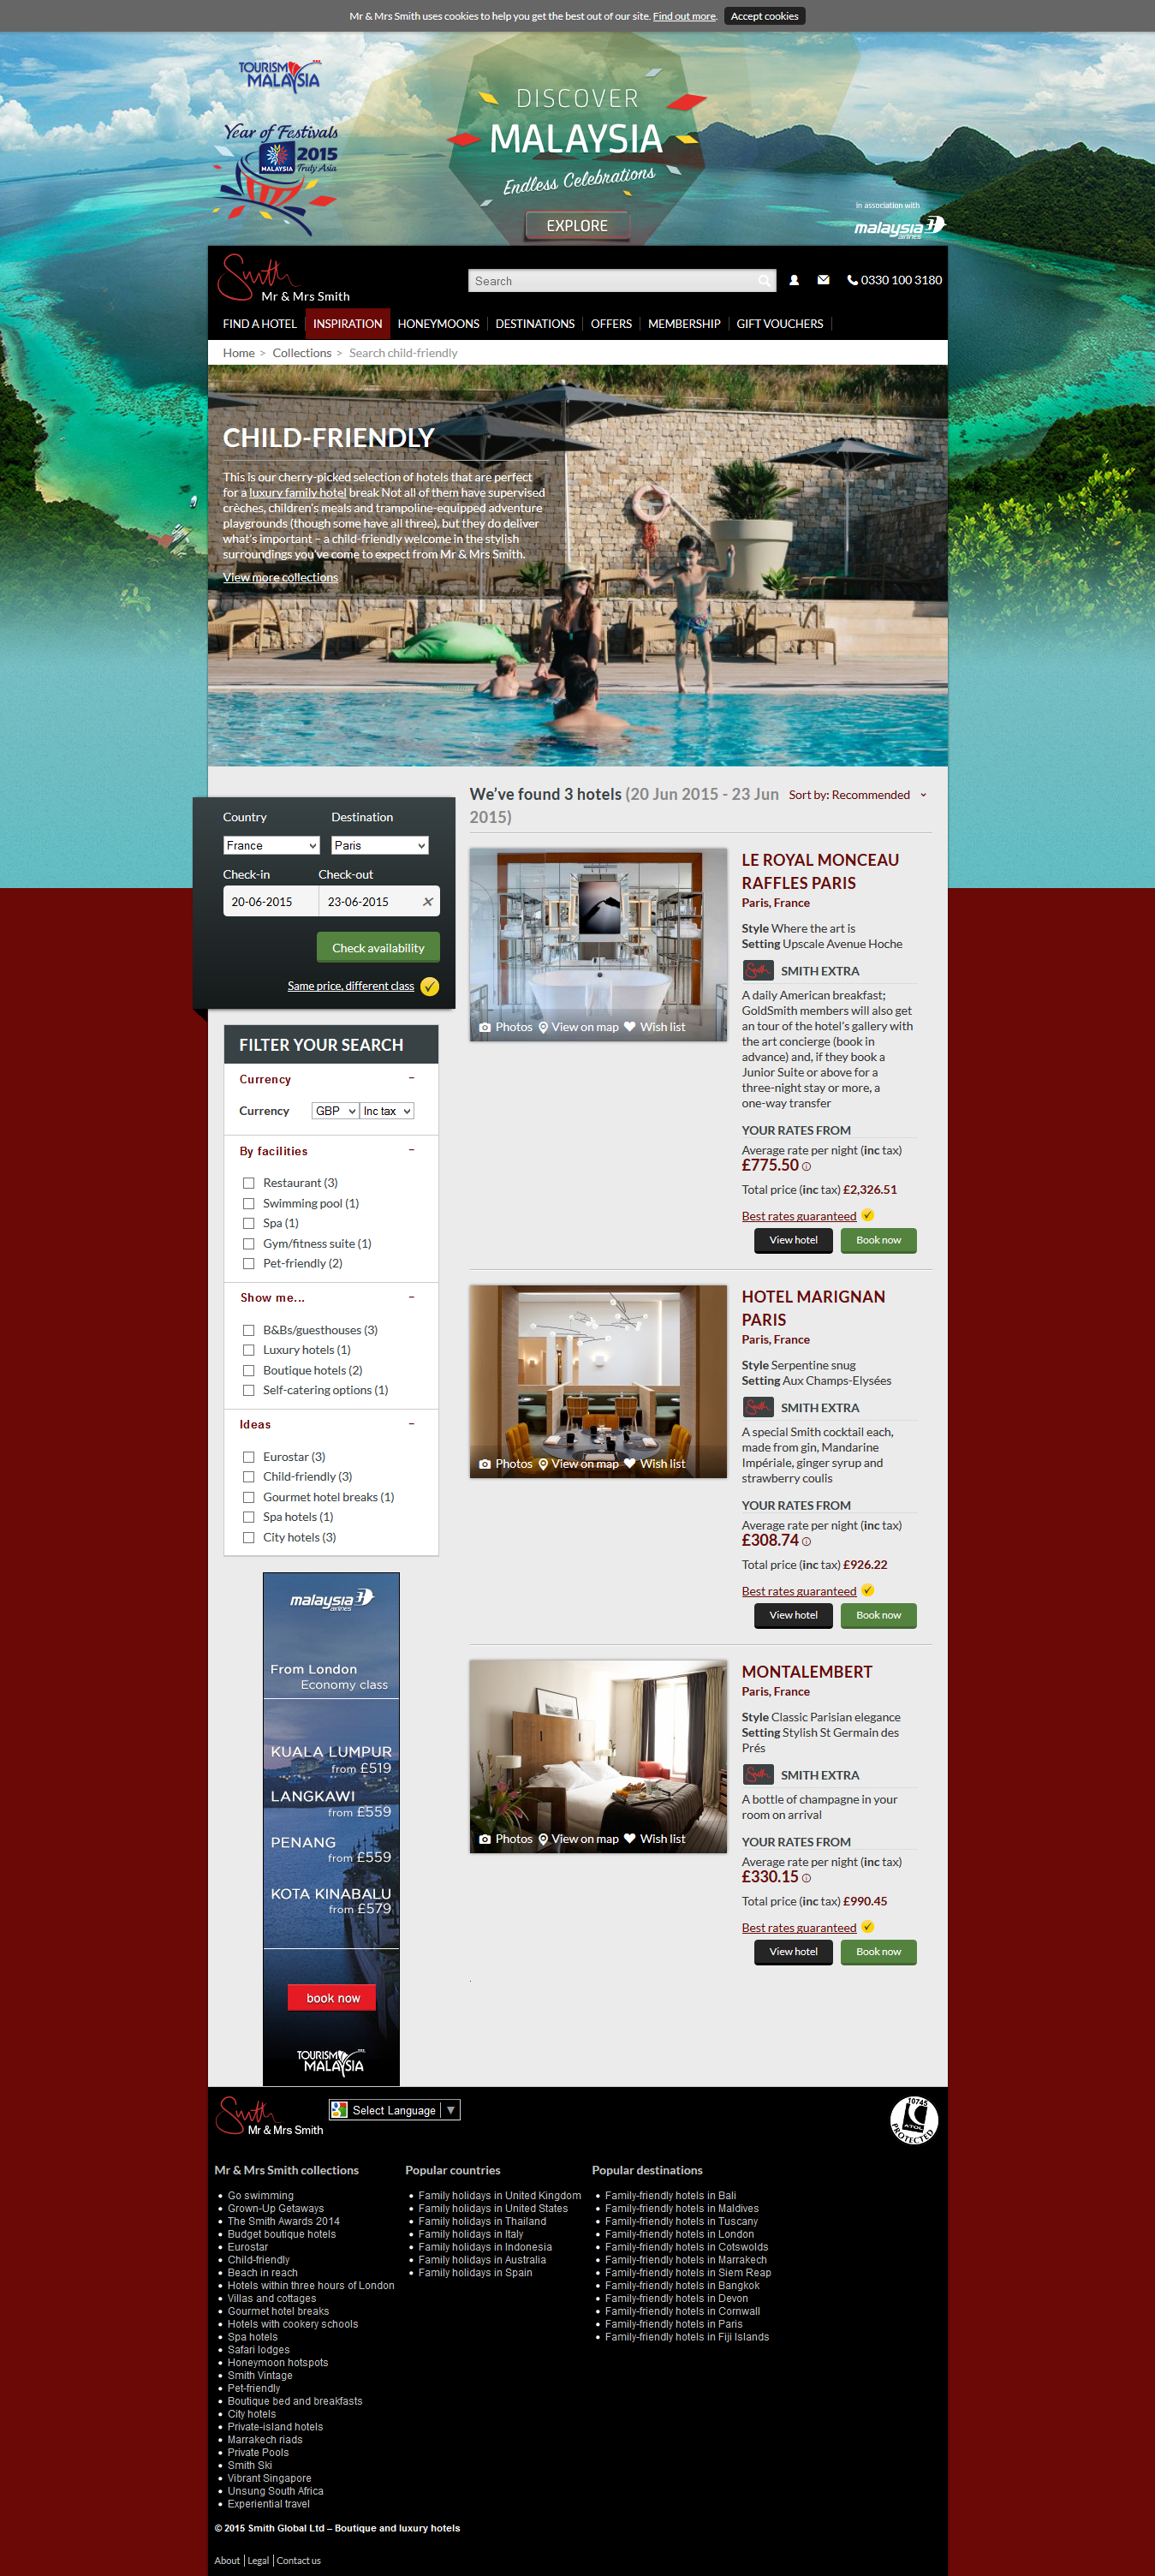 Mr & Mrs Smith uses cookies to help you get the best out of our site. Find out more. Accept cookies
TOURISM
MALAYSIA
Year of Festivals
2015
MALAYSIA Truly Asia
DISCOVER
MALAYSIA
Endless Celebrations
EXPLORE
in association with
malaysia
airlines
Smith
Mr & Mrs Smith
Search
0330 100 3180
FIND A HOTEL
INSPIRATION
HONEYMOONS
DESTINATIONS
OFFERS
MEMBERSHIP
GIFT VOUCHERS
Home > Collections > Search child-friendly
CHILD-FRIENDLY
This is our cherry-picked selection of hotels that are perfect
for a luxury family hotel break Not all of them have supervised
crèches, children's meals and trampoline-equipped adventure
playgrounds (though some have all three), but they do deliver
what's important – a child-friendly welcome in the stylish
surroundings you've come to expect from Mr & Mrs Smith.
View more collections
Country
Destination
France
Paris
Check-in
Check-out
20-06-2015
23-06-2015
Check availability
Same price, different class
FILTER YOUR SEARCH
Currency
Currency
GBP
Inc tax
By facilities
Restaurant (3)
Swimming pool (1)
Spa (1)
Gym/fitness suite (1)
Pet-friendly (2)
Show me...
B&Bs/guesthouses (3)
Luxury hotels (1)
Boutique hotels (2)
Self-catering options (1)
Ideas
Eurostar (3)
Child-friendly (3)
Gourmet hotel breaks (1)
Spa hotels (1)
City hotels (3)
malaysia
airlines
From London
Economy class
KUALA LUMPUR
from £519
LANGKAWI
from £559
PENANG
from £559
KOTA KINABALU
from £579
book now
TOURISM
MALAYSIA
We've found 3 hotels (20 Jun 2015 - 23 Jun
2015)
Sort by: Recommended
Photos View on map Wish list
LE ROYAL MONCEAU
RAFFLES PARIS
Paris, France
Style Where the art is
Setting Upscale Avenue Hoche
Smith SMITH EXTRA
A daily American breakfast;
GoldSmith members will also get
an tour of the hotel's gallery with
the art concierge (book in
advance) and, if they book a
Junior Suite or above for a
three-night stay or more, a
one-way transfer
YOUR RATES FROM
Average rate per night (inc tax)
£775.50
Total price (inc tax) £2,326.51
Best rates guaranteed
View hotel
Book now
Photos View on map Wish list
HOTEL MARIGNAN
PARIS
Paris, France
Style Serpentine snug
Setting Aux Champs-Elysées
Smith SMITH EXTRA
A special Smith cocktail each,
made from gin, Mandarine
Impériale, ginger syrup and
strawberry coulis
YOUR RATES FROM
Average rate per night (inc tax)
£308.74
Total price (inc tax) £926.22
Best rates guaranteed
View hotel
Book now
Photos View on map Wish list
MONTALEMBERT
Paris, France
Style Classic Parisian elegance
Setting Stylish St Germain des
Prés
Smith SMITH EXTRA
A bottle of champagne in your
room on arrival
YOUR RATES FROM
Average rate per night (inc tax)
£330.15
Total price (inc tax) £990.45
Best rates guaranteed
View hotel
Book now
Smith
Mr & Mrs Smith
Select Language
ATOL
PROTECTED
Mr & Mrs Smith collections
Go swimming
Grown-Up Getaways
The Smith Awards 2014
Budget boutique hotels
Eurostar
Child-friendly
Beach in reach
Hotels within three hours of London
Villas and cottages
Gourmet hotel breaks
Hotels with cookery schools
Spa hotels
Safari lodges
Honeymoon hotspots
Smith Vintage
Pet-friendly
Boutique bed and breakfasts
City hotels
Private-island hotels
Marrakech riads
Private Pools
Smith Ski
Vibrant Singapore
Unsung South Africa
Experiential travel
Popular countries
Family holidays in United Kingdom
Family holidays in United States
Family holidays in Thailand
Family holidays in Italy
Family holidays in Indonesia
Family holidays in Australia
Family holidays in Spain
Popular destinations
Family-friendly hotels in Bali
Family-friendly hotels in Maldives
Family-friendly hotels in Tuscany
Family-friendly hotels in London
Family-friendly hotels in Cotswolds
Family-friendly hotels in Marrakech
Family-friendly hotels in Siem Reap
Family-friendly hotels in Bangkok
Family-friendly hotels in Devon
Family-friendly hotels in Cornwall
Family-friendly hotels in Paris
Family-friendly hotels in Fiji Islands
© 2015 Smith Global Ltd – Boutique and luxury hotels
About | Legal | Contact us